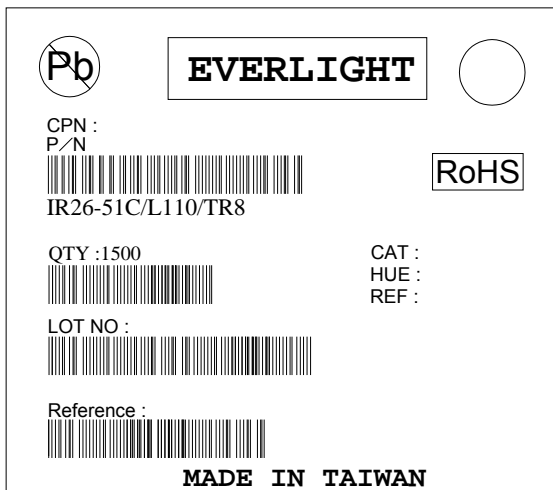 Pb
EVERLIGHT
CPN :
P/N
RoHS
IR26-51C/L110/TR8
QTY :1500
CAT :
HUE :
REF :
LOT NO :
Reference :
MADE IN TAIWAN